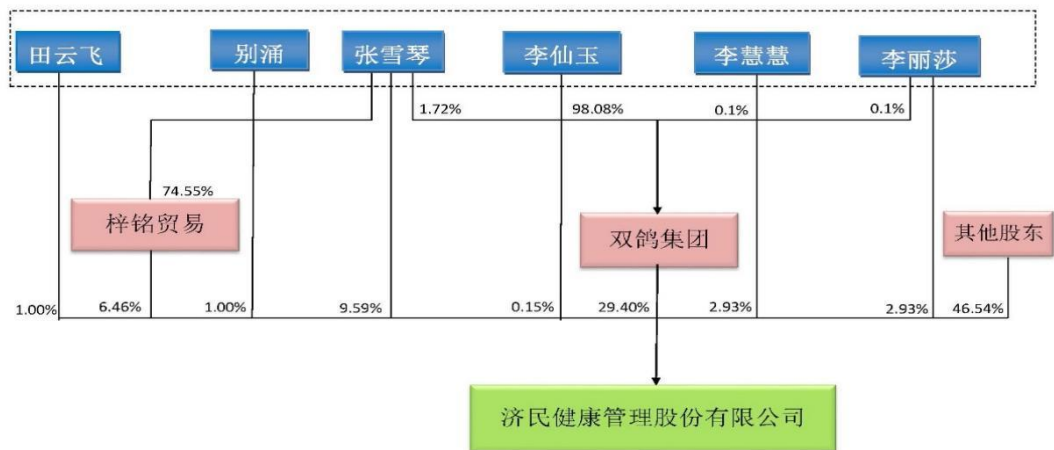 田云飞
别涌
张雪琴
李仙玉
李慧慧
李丽莎
1.72%
98.08%
0.1%
0.1%
74.55%
梓铭贸易
双鸽集团
其他股东
1.00%
6.46%
1.00%
9.59%
0.15%
29.40%
2.93%
2.93%
46.54%
济民健康管理股份有限公司